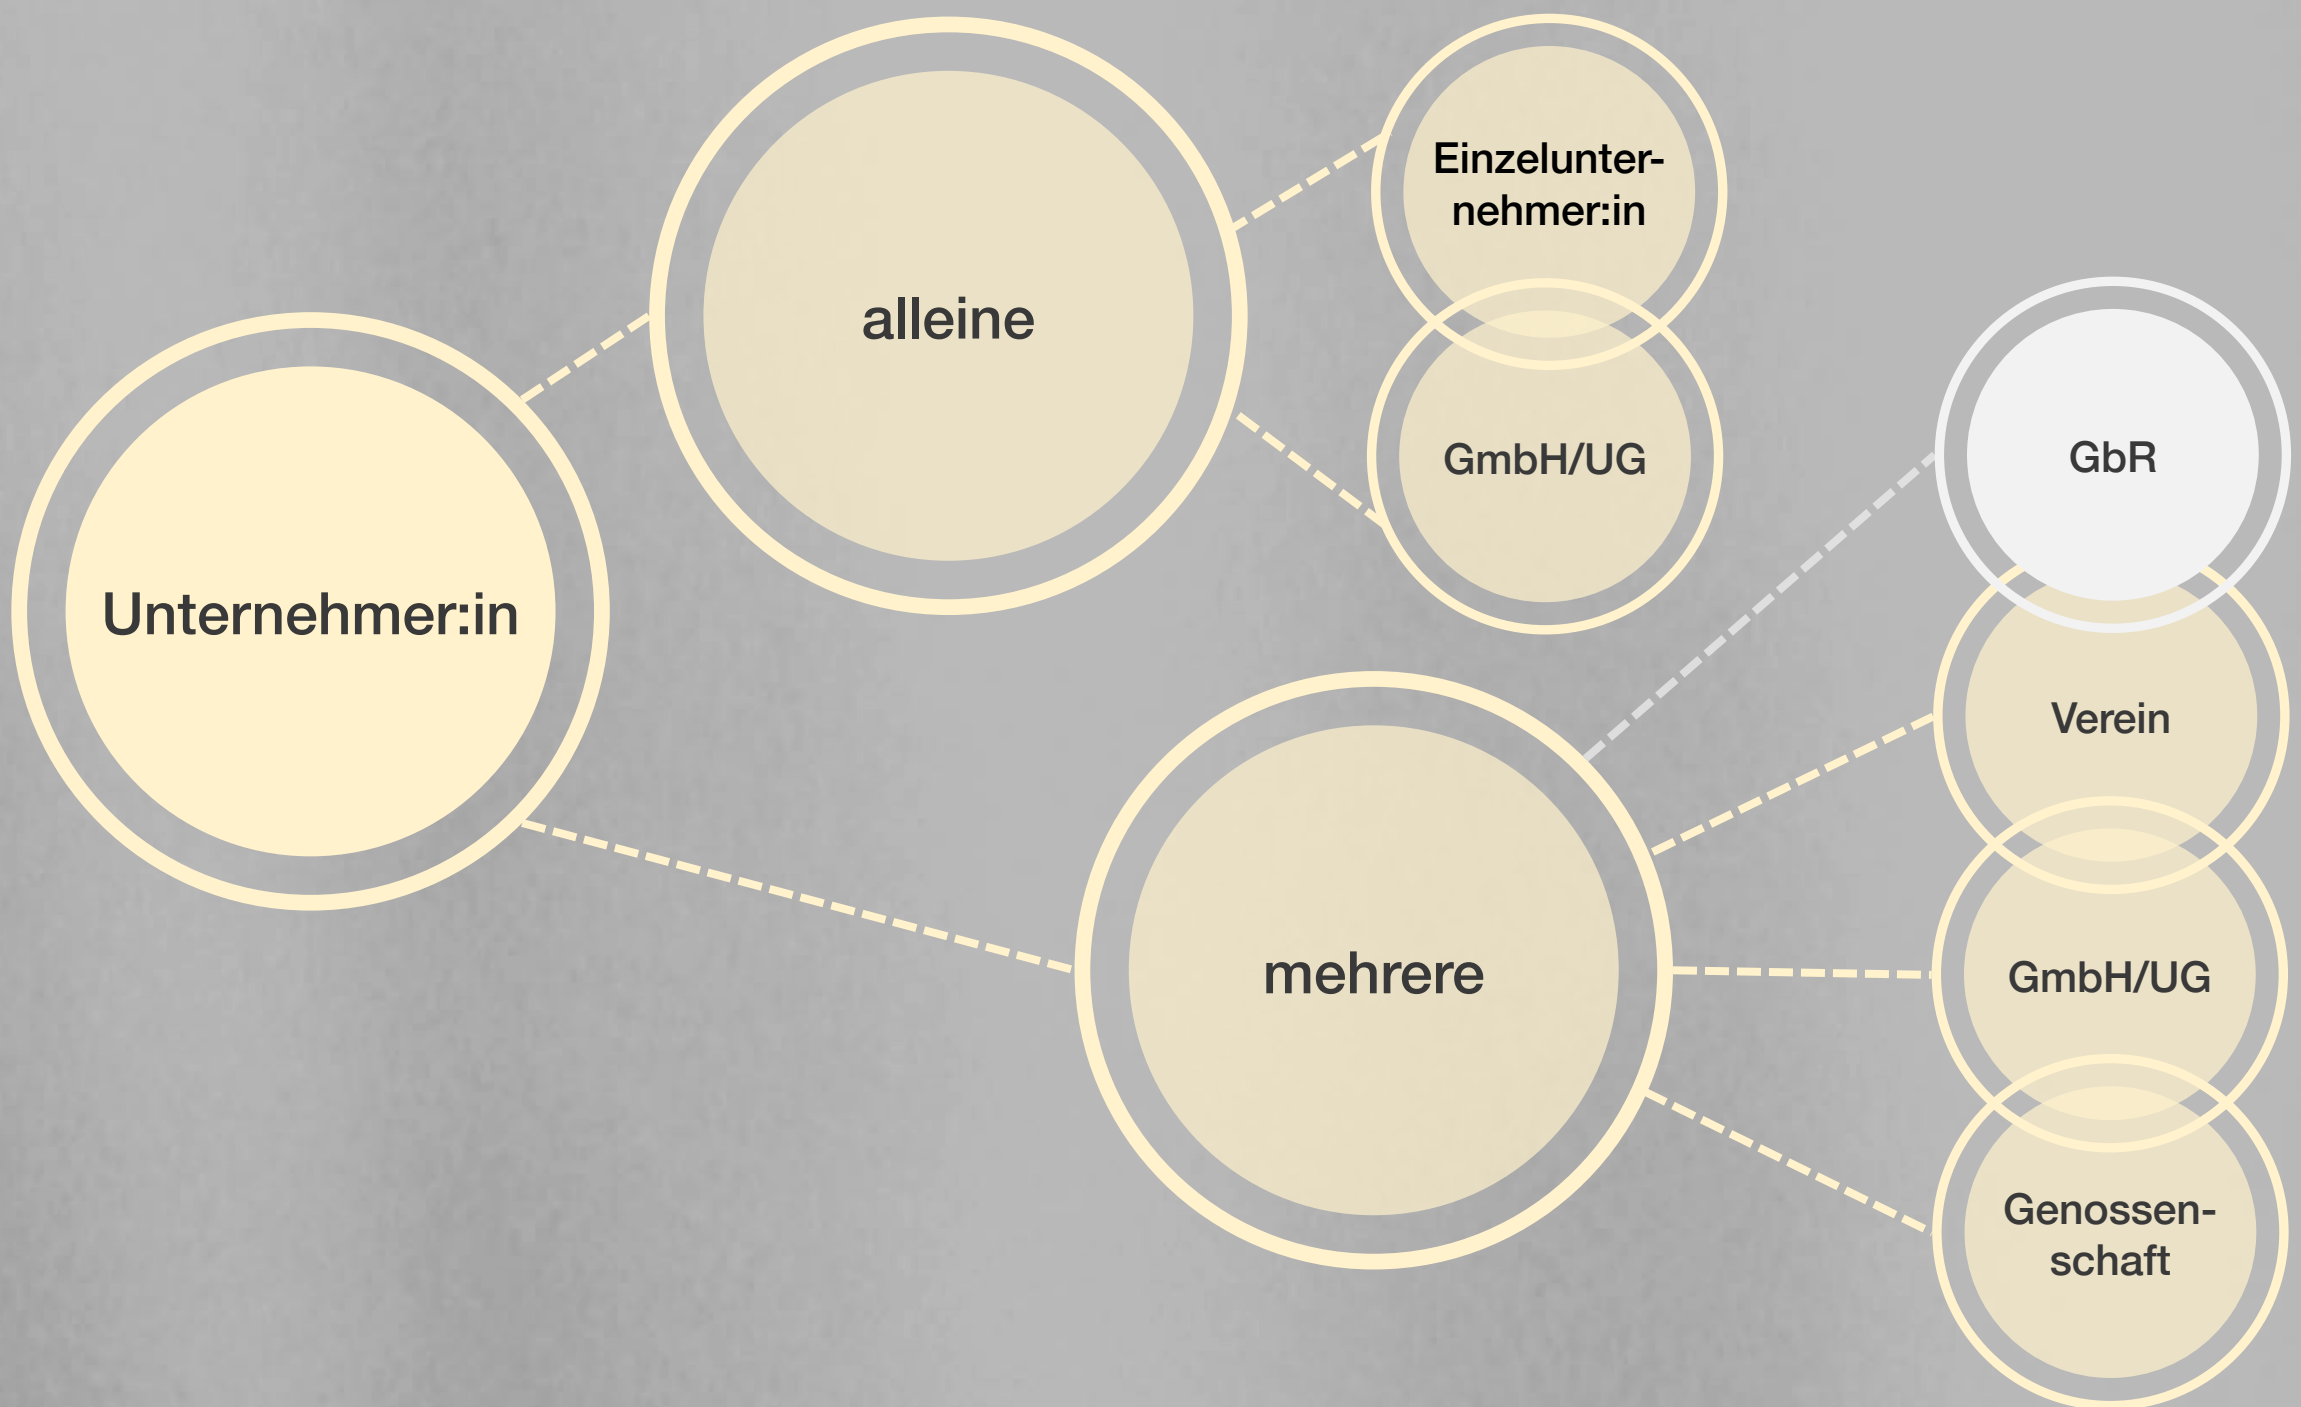 Unternehmer:in
alleine
Einzelunter-
nehmer:in
GmbH/UG
mehrere
GbR
Verein
GmbH/UG
Genossen-
schaft